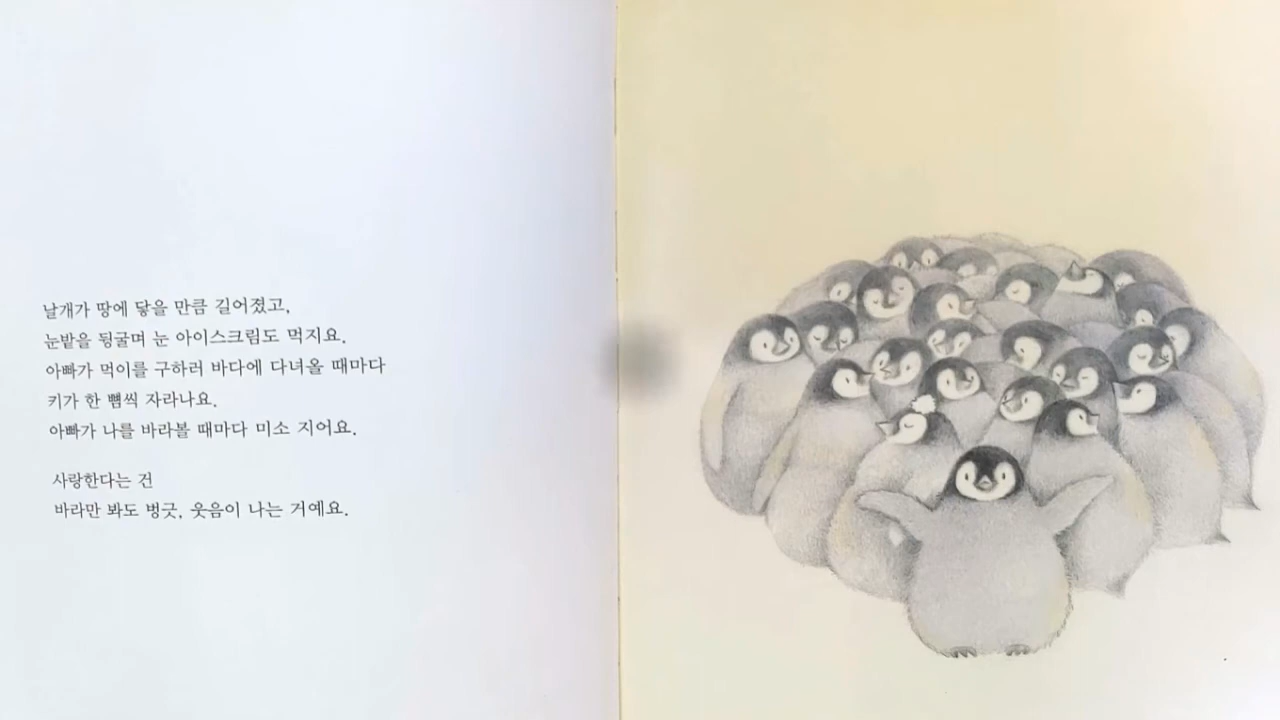 날개가 땅에 닿을 만큼 길어졌고,
눈밭을 뒹굴며 눈 아이스크림도 먹지요.
아빠가 먹이를 구하러 바다에 다녀올 때마다
키가 한 뼘씩 자라나요.
아빠가 나를 바라볼 때마다 미소 지어요.
사랑한다는 건
바라만 봐도 벙긋, 웃음이 나는 거예요.